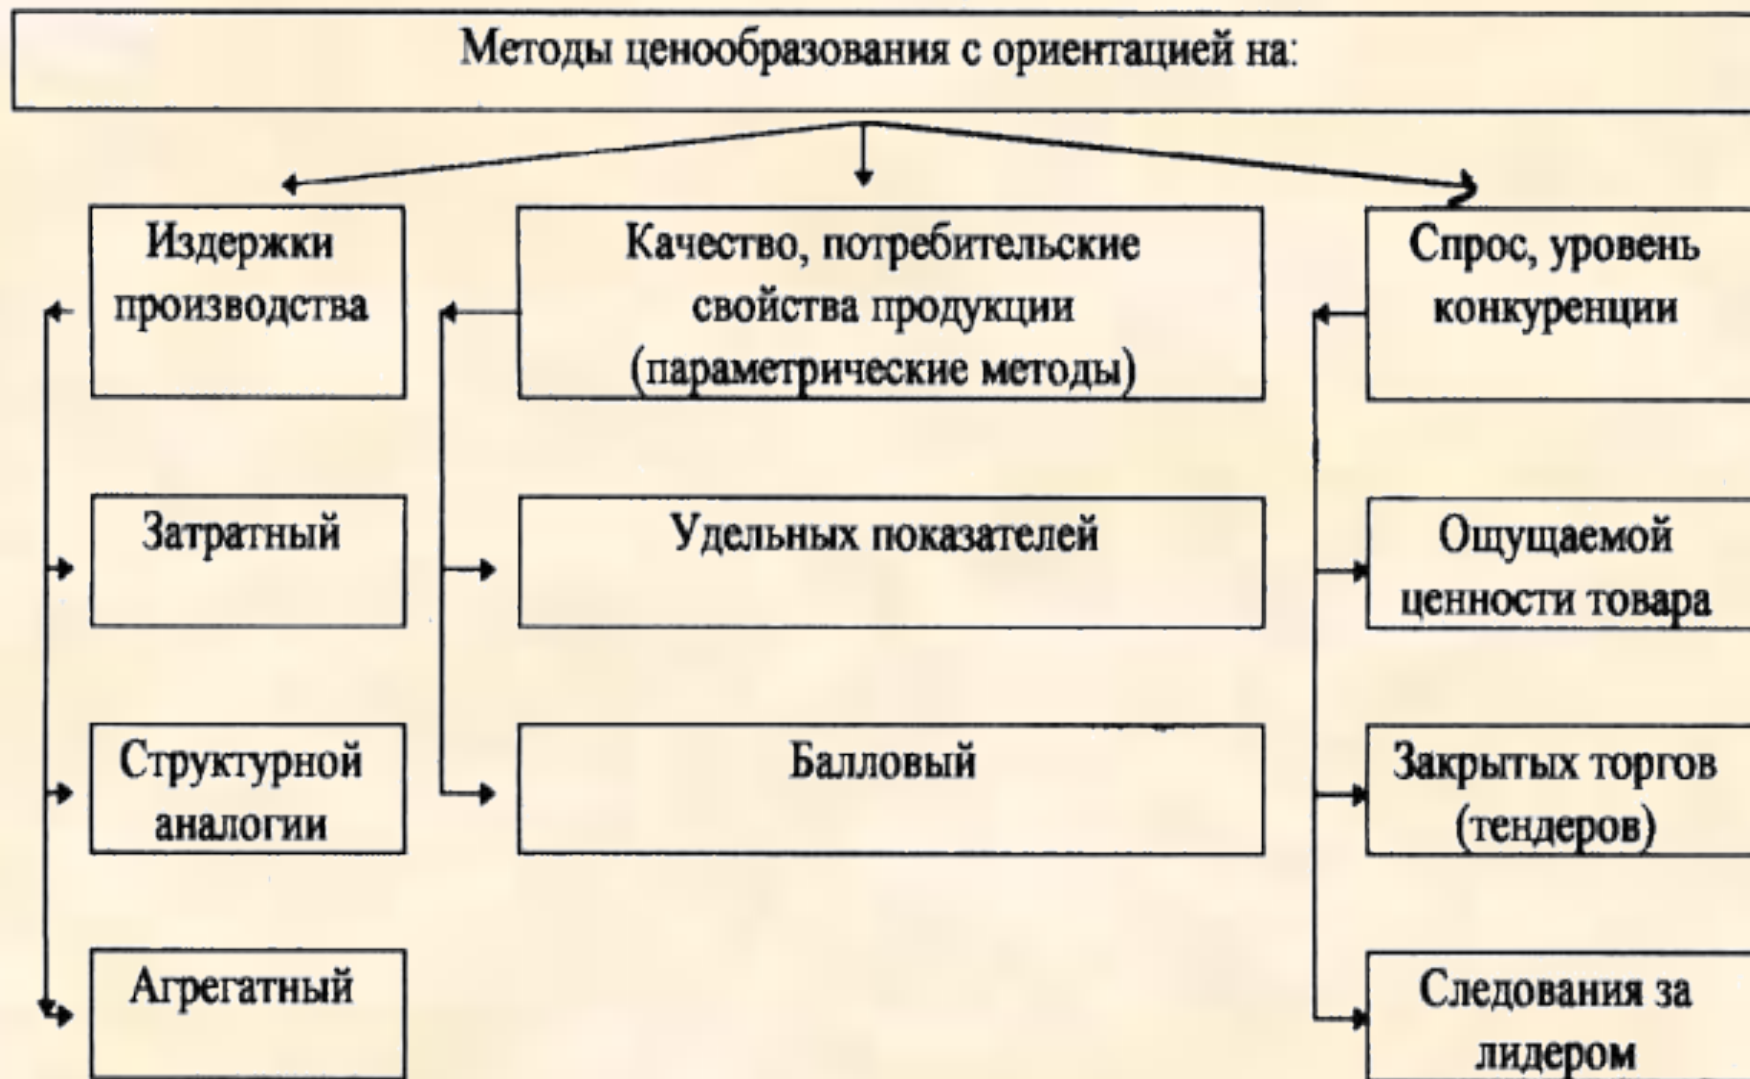 Методы ценообразования с ориентацией на:
Издержки
производства
Качество, потребительские
свойства продукции
(параметрические методы)
Спрос, уровень
конкуренции
Затратный
Удельных показателей
Ощущаемой
ценности товара
Структурной
аналогии
Балловый
Закрытых торгов
(тендеров)
Агрегатный
Следования за
лидером